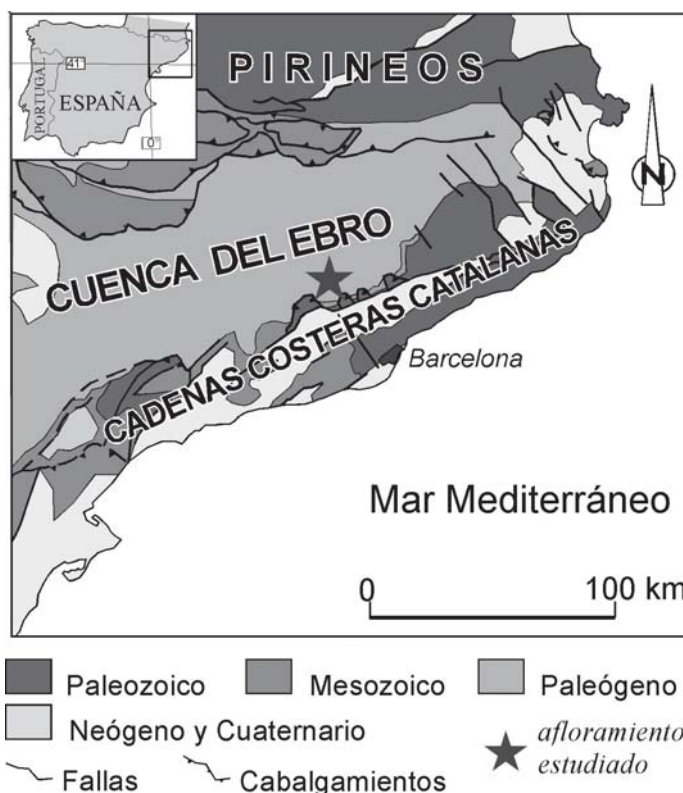 PORTUGAL
41°
ESPAÑA
0°
PIRINEOS
N
CUENCA DEL EBRO
CADENAS COSTERAS CATALANAS
Barcelona
Mar Mediterráneo
0 100 km
Paleozoico Mesozoico Paleógeno
Neógeno y Cuaternario afloramiento
estudiado
Fallas Cabalgamientos